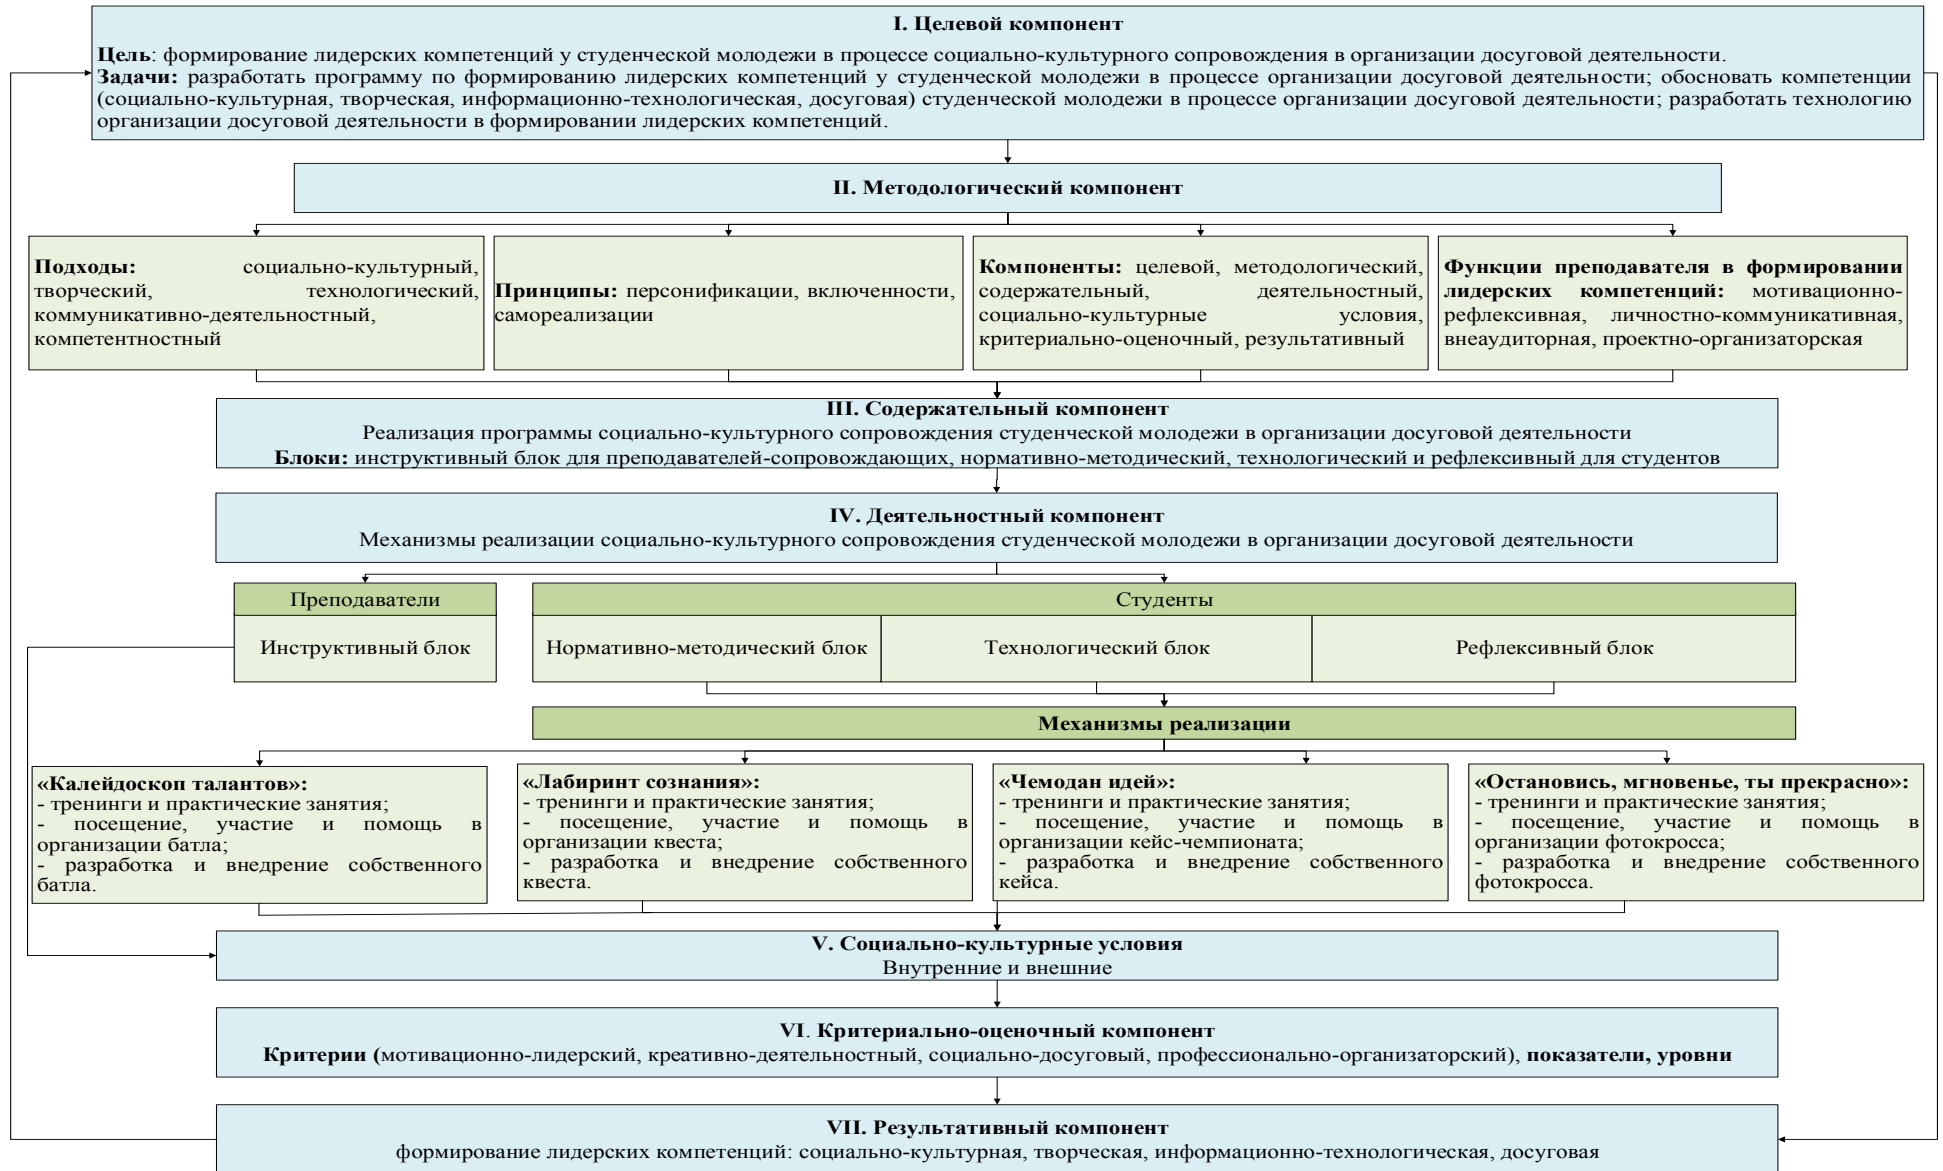 I. Целевой компонент
Цель: формирование лидерских компетенций у студенческой молодежи в процессе социально-культурного сопровождения в организации досуговой деятельности.
Задачи: разработать программу по формированию лидерских компетенций у студенческой молодежи в процессе организации досуговой деятельности; обосновать компетенции
(социально-культурная, творческая, информационно-технологическая, досуговая) студенческой молодежи в процессе организации досуговой деятельности; разработать технологию
организации досуговой деятельности в формировании лидерских компетенций.
II. Методологический компонент
Подходы: социально-культурный,
творческий, технологический,
коммуникативно-деятельностный,
компетентностный
Принципы: персонификации, включенности,
самореализации
Компоненты: целевой, методологический,
содержательный, деятельностный,
социально-культурные условия,
критериально-оценочный, результативный
Функции преподавателя в формировании
лидерских компетенций: мотивационно-
рефлексивная, личностно-коммуникативная,
внеаудиторная, проектно-организаторская
III. Содержательный компонент
Реализация программы социально-культурного сопровождения студенческой молодежи в организации досуговой деятельности
Блоки: инструктивный блок для преподавателей-сопровождающих, нормативно-методический, технологический и рефлексивный для студентов
IV. Деятельностный компонент
Механизмы реализации социально-культурного сопровождения студенческой молодежи в организации досуговой деятельности
Преподаватели
Инструктивный блок
Студенты
Нормативно-методический блок
Технологический блок
Рефлексивный блок
Механизмы реализации
«Калейдоскоп талантов»:
- тренинги и практические занятия;
- посещение, участие и помощь в
организации батла;
- разработка и внедрение собственного
батла.
«Лабиринт сознания»:
- тренинги и практические занятия;
- посещение, участие и помощь в
организации квеста;
- разработка и внедрение собственного
квеста.
«Чемодан идей»:
- тренинги и практические занятия;
- посещение, участие и помощь в
организации кейс-чемпионата;
- разработка и внедрение собственного
кейса.
«Остановись, мгновенье, ты прекрасно»:
- тренинги и практические занятия;
- посещение, участие и помощь в
организации фотокросса;
- разработка и внедрение собственного
фотокросса.
V. Социально-культурные условия
Внутренние и внешние
VI. Критериально-оценочный компонент
Критерии (мотивационно-лидерский, креативно-деятельностный, социально-досуговый, профессионально-организаторский), показатели, уровни
VII. Результативный компонент
формирование лидерских компетенций: социально-культурная, творческая, информационно-технологическая, досуговая